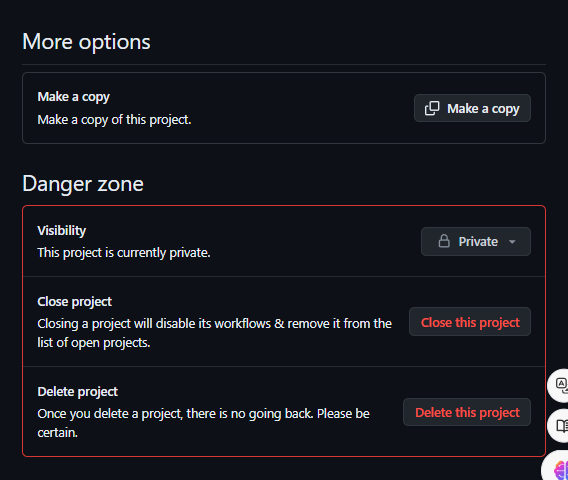 More options
Make a copy
Make a copy of this project.
Make a copy
Danger zone
Visibility
This project is currently private.
Private
Close project
Closing a project will disable its workflows & remove it from the
list of open projects.
Close this project
Delete project
Once you delete a project, there is no going back. Please be
certain.
Delete this project